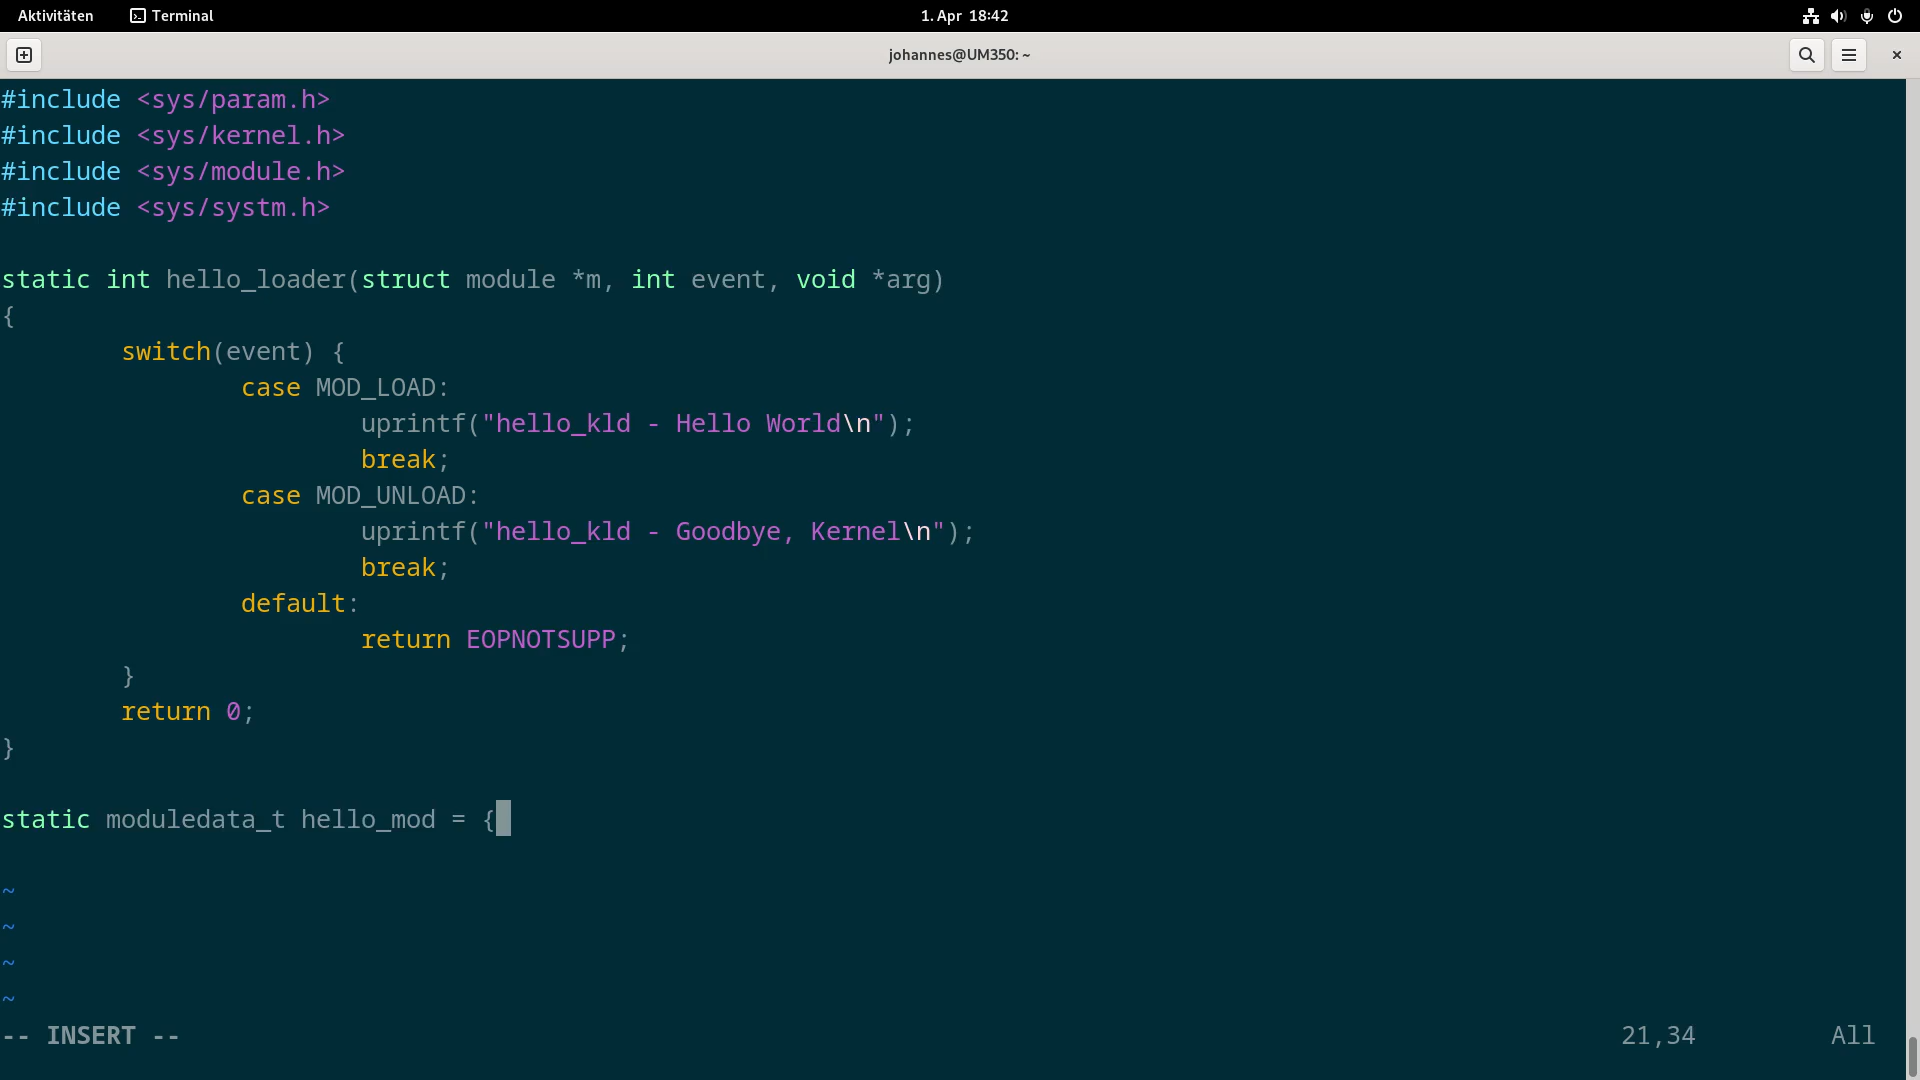 Aktivitäten Terminal 1. Apr 18:42
johannes@UM350: ~
#include <sys/param.h>
#include <sys/kernel.h>
#include <sys/module.h>
#include <sys/systm.h>

static int hello_loader(struct module *m, int event, void *arg)
{
        switch(event) {
                case MOD_LOAD:
                        uprintf("hello_kld - Hello World\n");
                        break;
                case MOD_UNLOAD:
                        uprintf("hello_kld - Goodbye, Kernel\n");
                        break;
                default:
                        return EOPNOTSUPP;
        }
        return 0;
}

static moduledata_t hello_mod = {

~
~
~
~
-- INSERT -- 21,34 All